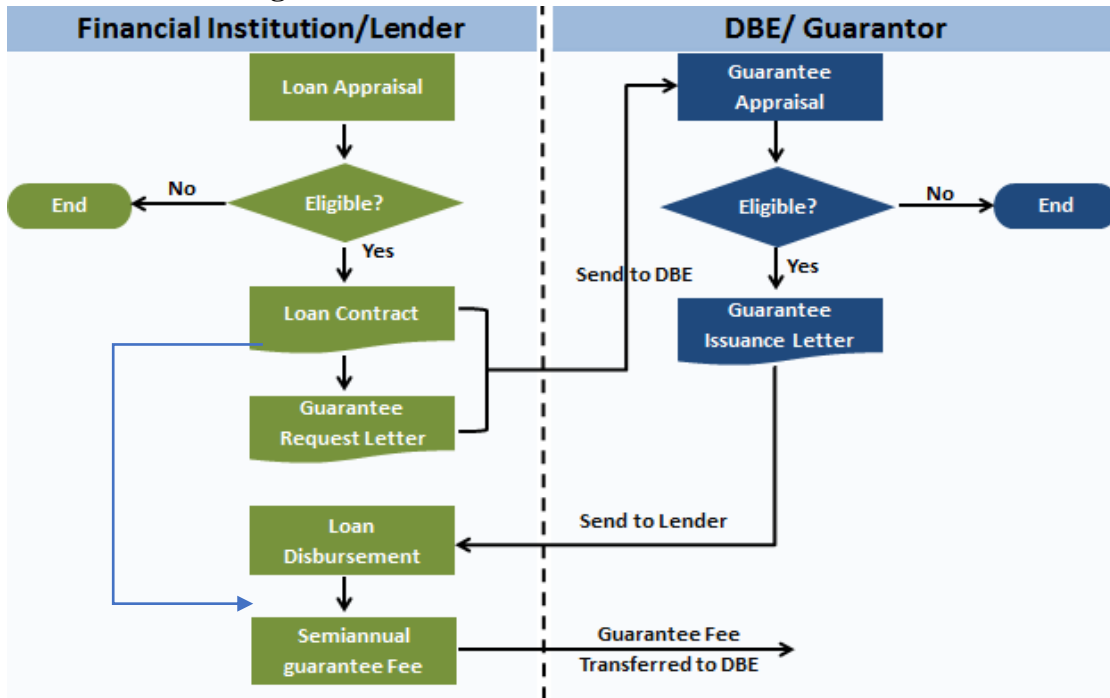 Financial Institution/Lender
DBE/ Guarantor
Loan Appraisal
Guarantee
Appraisal
Eligible?
No
End
Yes
Eligible?
No
End
Yes
Loan Contract
Send to DBE
Guarantee
Issuance Letter
Guarantee
Request Letter
Loan
Disbursement
Send to Lender
Semiannual
guarantee Fee
Guarantee Fee
Transferred to DBE